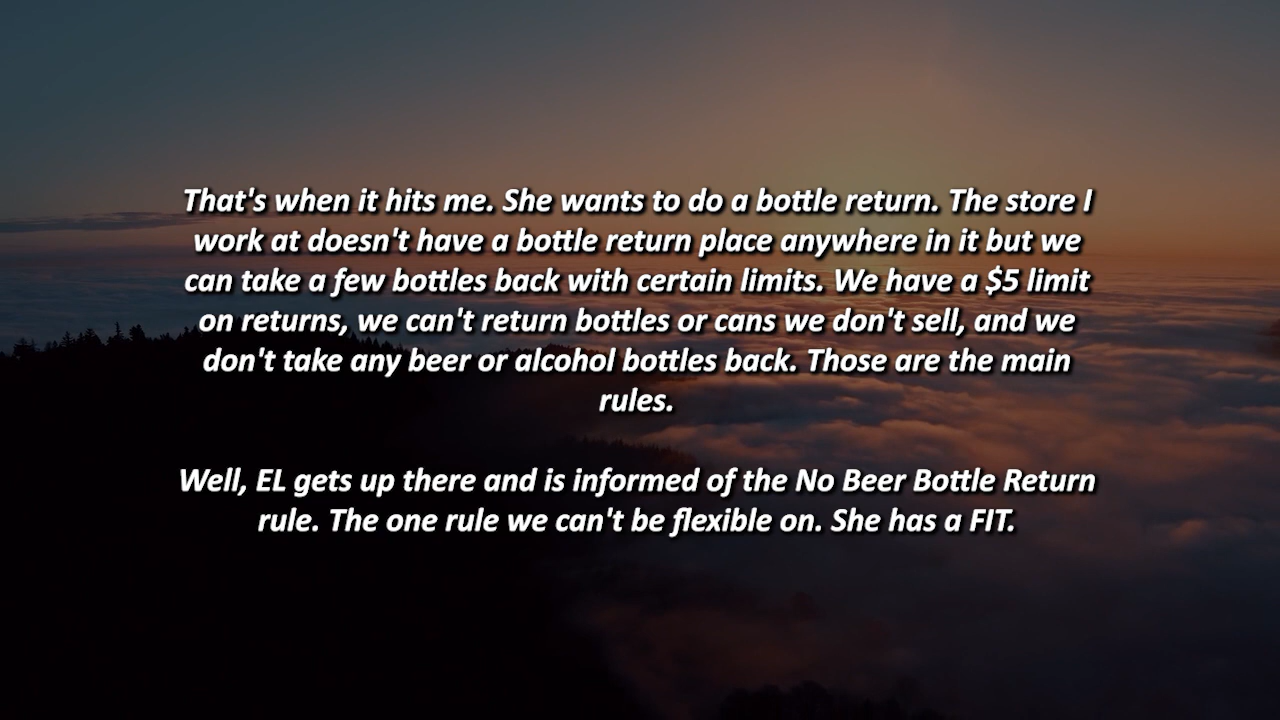 That's when it hits me. She wants to do a bottle return. The store I
work at doesn't have a bottle return place anywhere in it but we
can take a few bottles back with certain limits. We have a $5 limit
on returns, we can't return bottles or cans we don't sell, and we
don't take any beer or alcohol bottles back. Those are the main
rules.
Well, EL gets up there and is informed of the No Beer Bottle Return
rule. The one rule we can't be flexible on. She has a FIT.